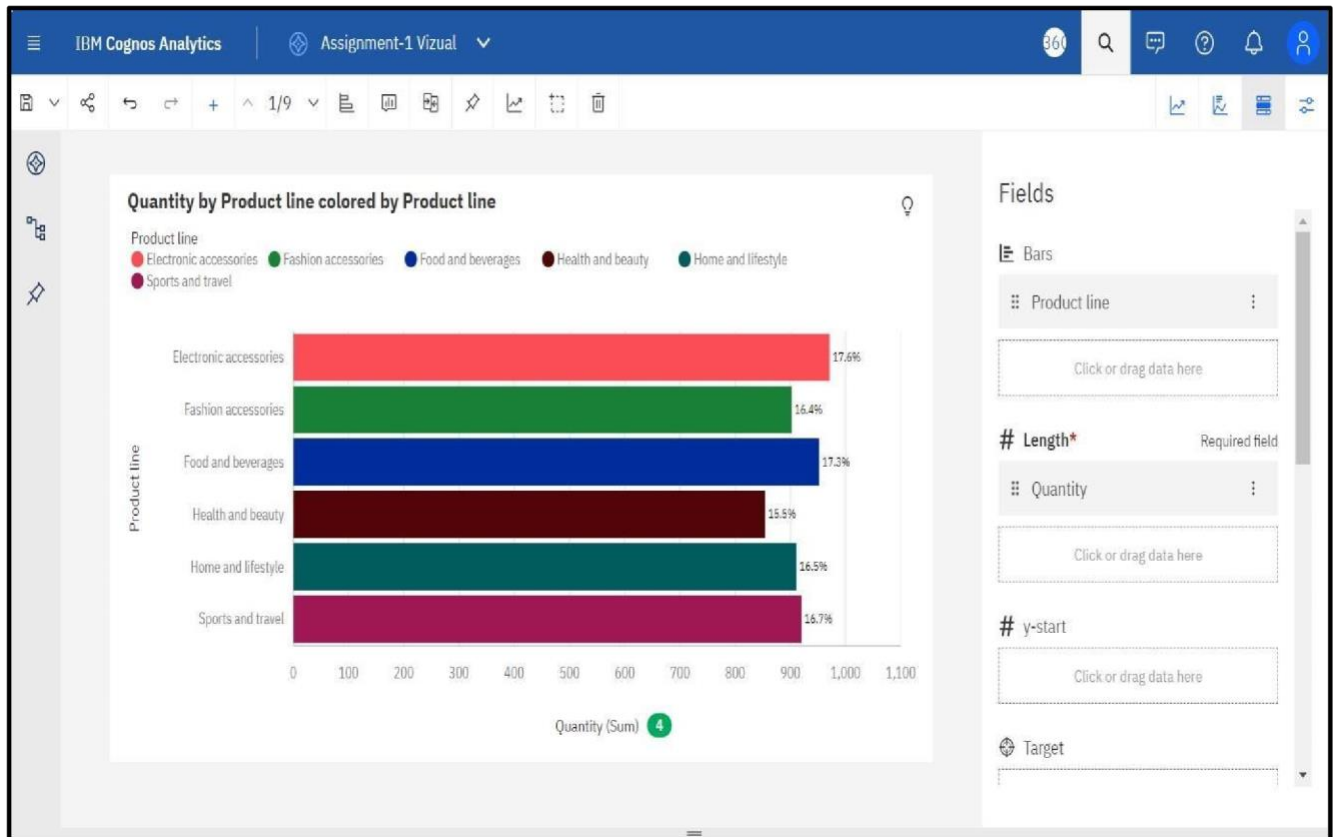 IBM Cognos Analytics
Assignment-1 Vizual
360
1/9
Quantity by Product line colored by Product line
Product line
Electronic accessories Fashion accessories Food and beverages Health and beauty Home and lifestyle
Sports and travel
Product line
Electronic accessories
17.6%
Fashion accessories
16.4%
Food and beverages
17.3%
Health and beauty
15.5%
Home and lifestyle
16.5%
Sports and travel
16.7%
0 100 200 300 400 500 600 700 800 900 1,000 1,100
Quantity (Sum) 4
Fields
Bars
Product line
Click or drag data here
# Length* Required field
Quantity
Click or drag data here
# y-start
Click or drag data here
Target